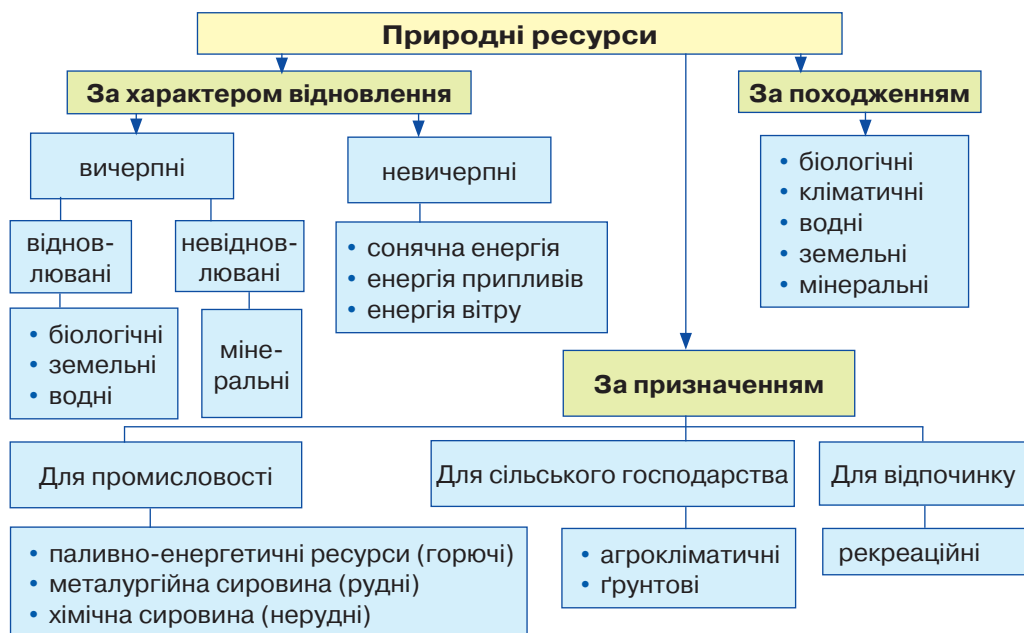 Природні ресурси
За характером відновлення
За походженням
вичерпні
невичерпні
віднов-
лювані
невіднов-
лювані
• біологічні
• земельні
• водні
міне-
ральні
• сонячна енергія
• енергія припливів
• енергія вітру
• біологічні
• кліматичні
• водні
• земельні
• мінеральні
За призначенням
Для промисловості
Для сільського господарства
Для відпочинку
• паливно-енергетичні ресурси (горючі)
• металургійна сировина (рудні)
• хімічна сировина (нерудні)
• агрокліматичні
• ґрунтові
рекреаційні